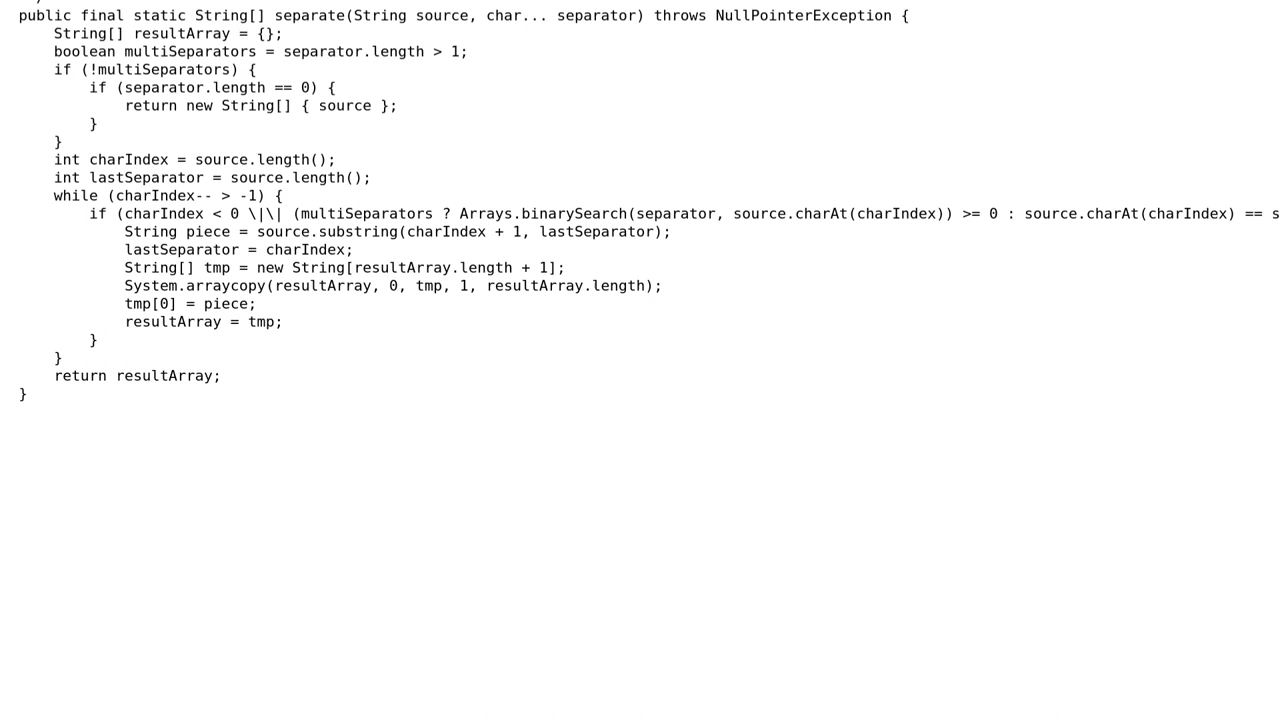 public final static String[] separate(String source, char... separator) throws NullPointerException {
    String[] resultArray = {};
    boolean multiSeparators = separator.length > 1;
    if (!multiSeparators) {
        if (separator.length == 0) {
            return new String[] { source };
        }
    }
    int charIndex = source.length();
    int lastSeparator = source.length();
    while (charIndex-- > -1) {
        if (charIndex < 0 \|\| (multiSeparators ? Arrays.binarySearch(separator, source.charAt(charIndex)) >= 0 : source.charAt(charIndex) == s
            String piece = source.substring(charIndex + 1, lastSeparator);
            lastSeparator = charIndex;
            String[] tmp = new String[resultArray.length + 1];
            System.arraycopy(resultArray, 0, tmp, 1, resultArray.length);
            tmp[0] = piece;
            resultArray = tmp;
        }
    }
    return resultArray;
}